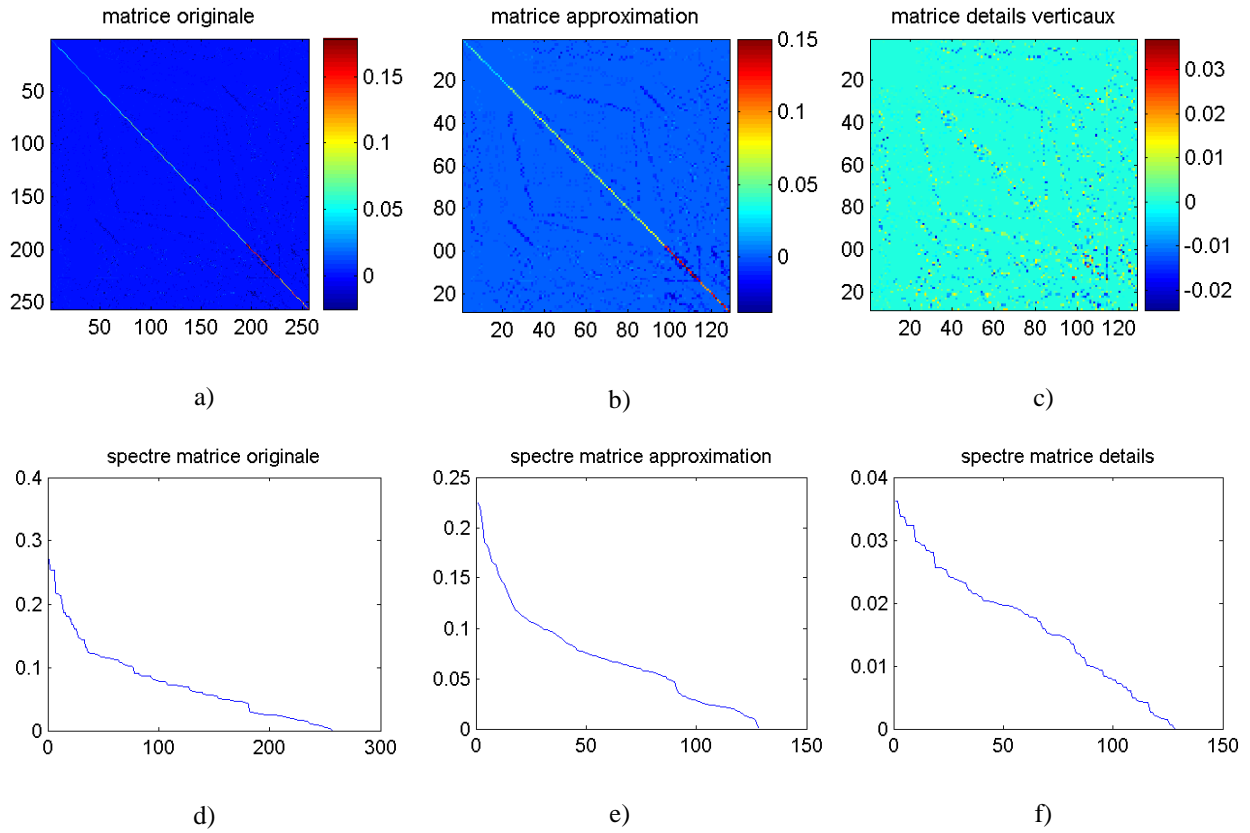 matrice originale
matrice approximation
matrice details verticaux
50
100
150
200
250
50 100 150 200 250
0.15
0.1
0.05
0
20
40
60
80
00
20
20 40 60 80 100 120
0.15
0.1
0.05
0
20
40
60
80
00
20
20 40 60 80 100 120
0.03
0.02
0.01
0
-0.01
-0.02
a)
b)
c)
spectre matrice originale
spectre matrice approximation
spectre matrice details
0.4
0.3
0.2
0.1
0
0 100 200 300
0.25
0.2
0.15
0.1
0.05
0
0 50 100 150
0.04
0.03
0.02
0.01
0
0 50 100 150
d)
e)
f)